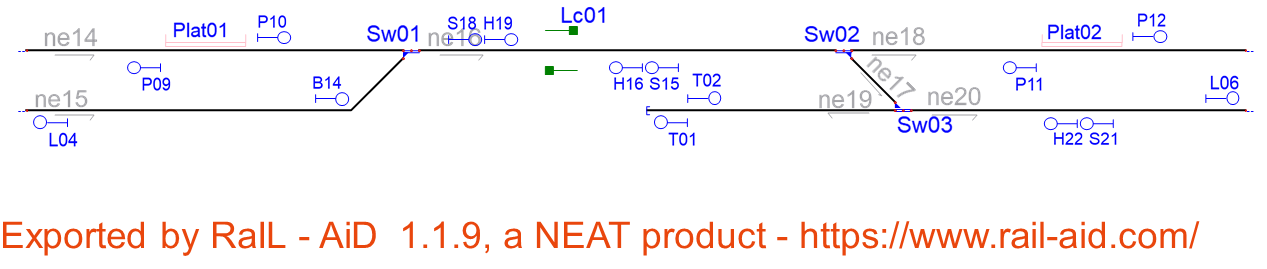 P10 S18 H19 Lc01 P12
ne14 Plat01 Sw01 ne16 Sw02 ne18 Plat02
P09 H16 S15 ne17 P11
B14 T02 L06
ne15 ne19 ne20
L04 T01 Sw03 H22 S21
Exported by RaIL - AiD 1.1.9, a NEAT product - https://www.rail-aid.com/